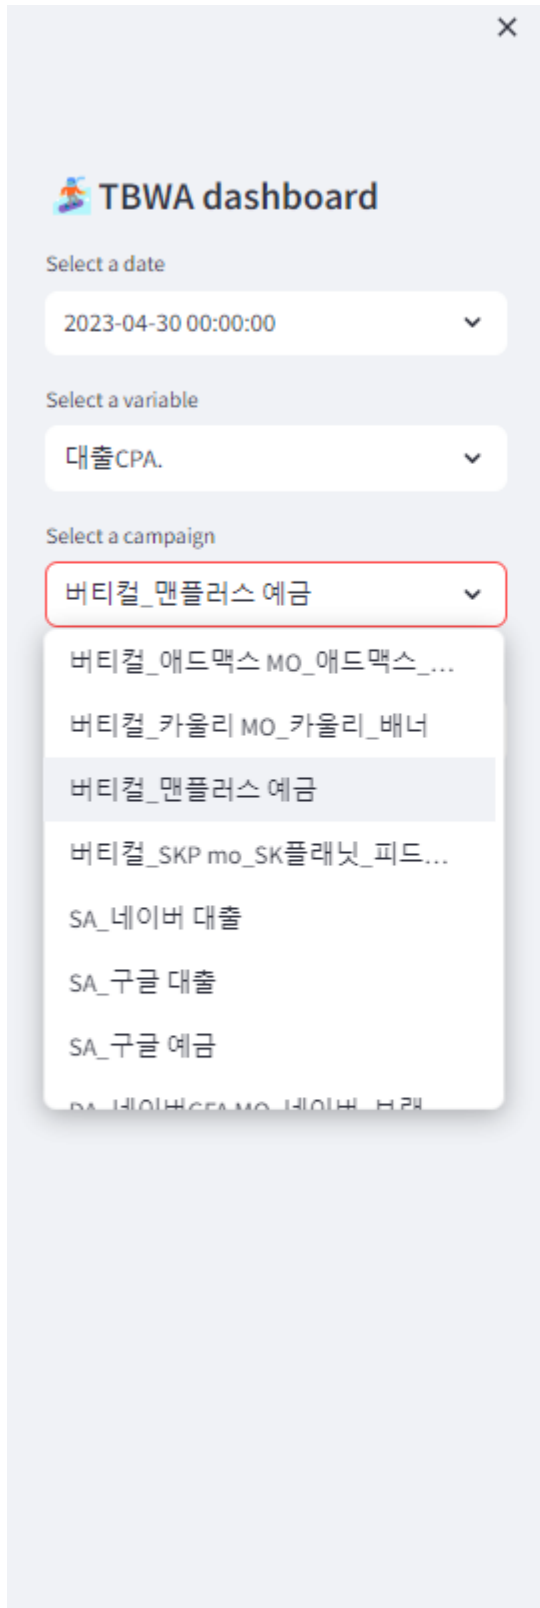 TBWA dashboard
Select a date
2023-04-30 00:00:00
Select a variable
대출CPA.
Select a campaign
버티컬_맨플러스 예금
버티컬_애드맥스 MO_애드맥스_...
버티컬_카울리 MO_카울리_배너
버티컬_맨플러스 예금
버티컬_SKP mo_SK플래닛_피드...
SA_네이버 대출
SA_구글 대출
SA_구글 예금